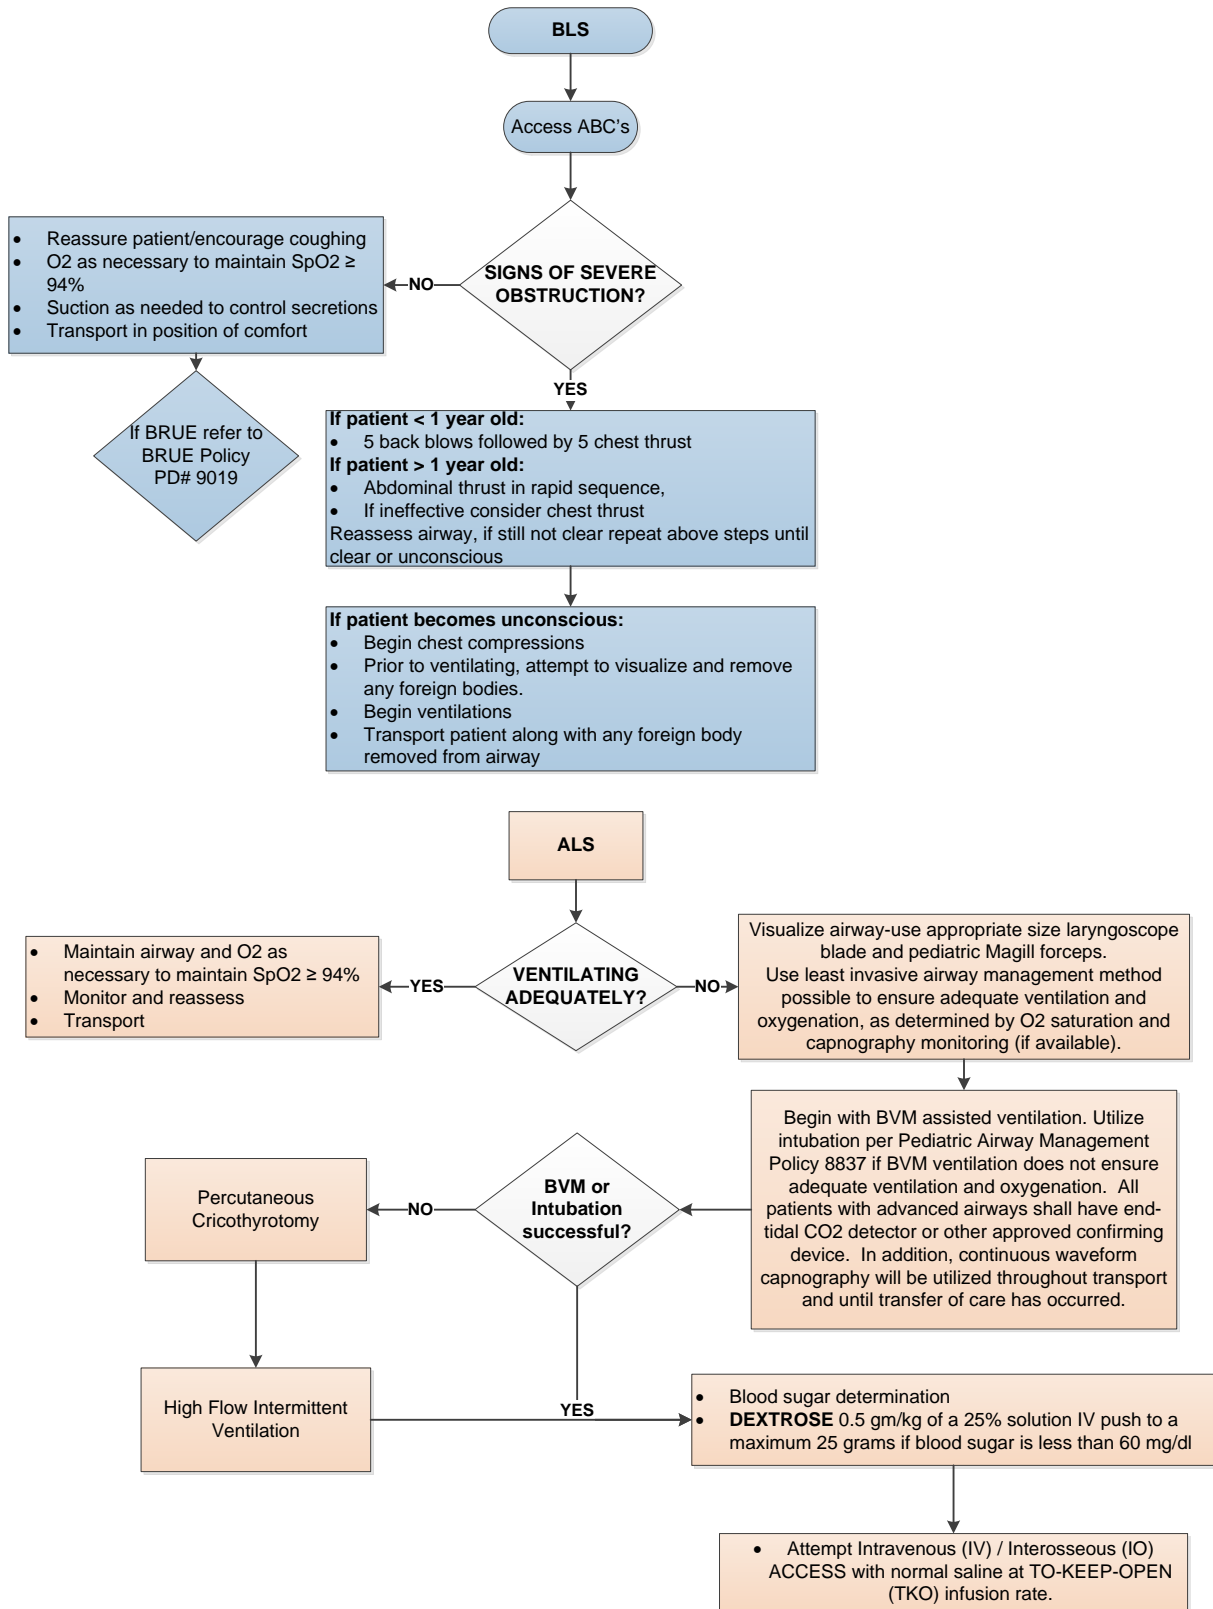 BLS
Access ABC's
SIGNS OF SEVERE
OBSTRUCTION?
NO
• Reassure patient/encourage coughing
• O2 as necessary to maintain SpO2 ≥
94%
• Suction as needed to control secretions
• Transport in position of comfort
If BRUE refer to
BRUE Policy
PD# 9019
YES
If patient < 1 year old:
• 5 back blows followed by 5 chest thrust
If patient > 1 year old:
• Abdominal thrust in rapid sequence,
• If ineffective consider chest thrust
Reassess airway, if still not clear repeat above steps until
clear or unconscious
If patient becomes unconscious:
• Begin chest compressions
• Prior to ventilating, attempt to visualize and remove
any foreign bodies.
• Begin ventilations
• Transport patient along with any foreign body
removed from airway
ALS
VENTILATING
ADEQUATELY?
YES
• Maintain airway and O2 as
necessary to maintain SpO2 ≥ 94%
• Monitor and reassess
• Transport
NO
Visualize airway-use appropriate size laryngoscope
blade and pediatric Magill forceps.
Use least invasive airway management method
possible to ensure adequate ventilation and
oxygenation, as determined by O2 saturation and
capnography monitoring (if available).
Begin with BVM assisted ventilation. Utilize
intubation per Pediatric Airway Management
Policy 8837 if BVM ventilation does not ensure
adequate ventilation and oxygenation. All
patients with advanced airways shall have end-
tidal CO2 detector or other approved confirming
device. In addition, continuous waveform
capnography will be utilized throughout transport
and until transfer of care has occurred.
BVM or
Intubation
successful?
NO
Percutaneous
Cricothyrotomy
High Flow Intermittent
Ventilation
YES
• Blood sugar determination
• DEXTROSE 0.5 gm/kg of a 25% solution IV push to a
maximum 25 grams if blood sugar is less than 60 mg/dl
• Attempt Intravenous (IV) / Interosseous (IO)
ACCESS with normal saline at TO-KEEP-OPEN
(TKO) infusion rate.